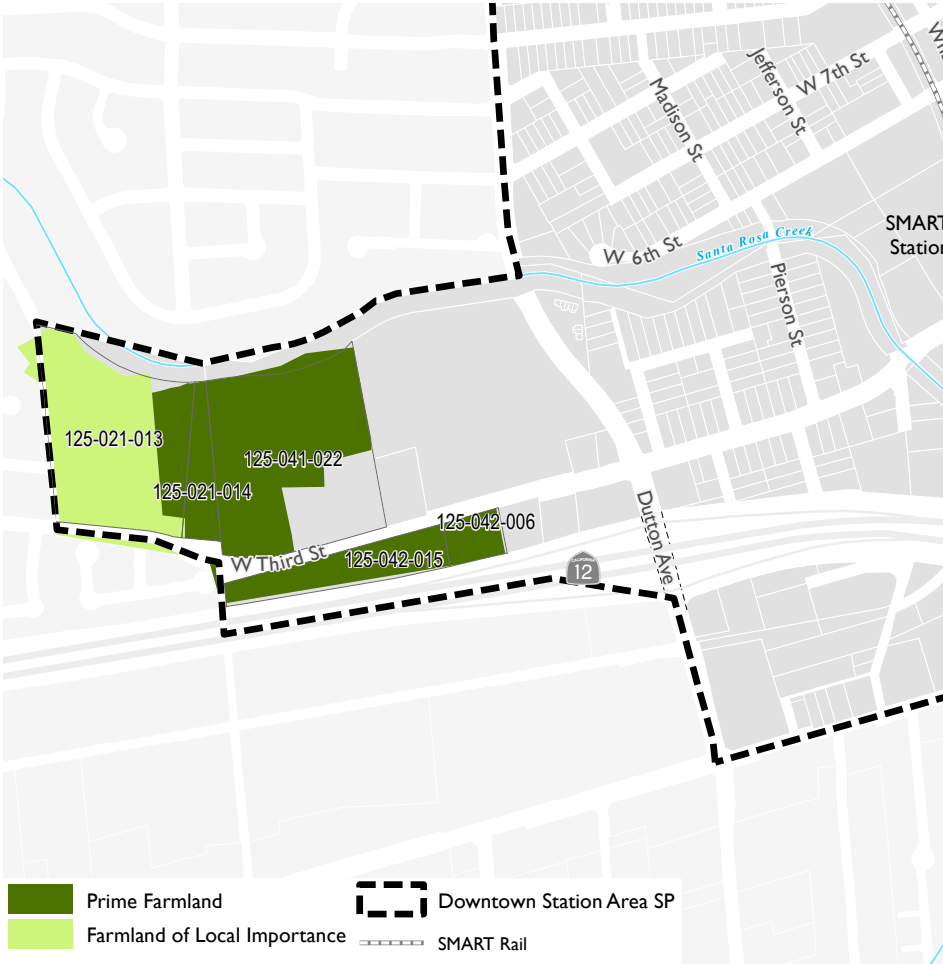 W 7th St
Jefferson St
Madison St
SMART
Station
W 6th St
Santa Rosa Creek
Pierson St
125-021-013
125-041-022
125-021-014
125-042-006
Dutton Ave
W Third St
125-042-015
CALIFORNIA
12
Prime Farmland
Downtown Station Area SP
Farmland of Local Importance
SMART Rail